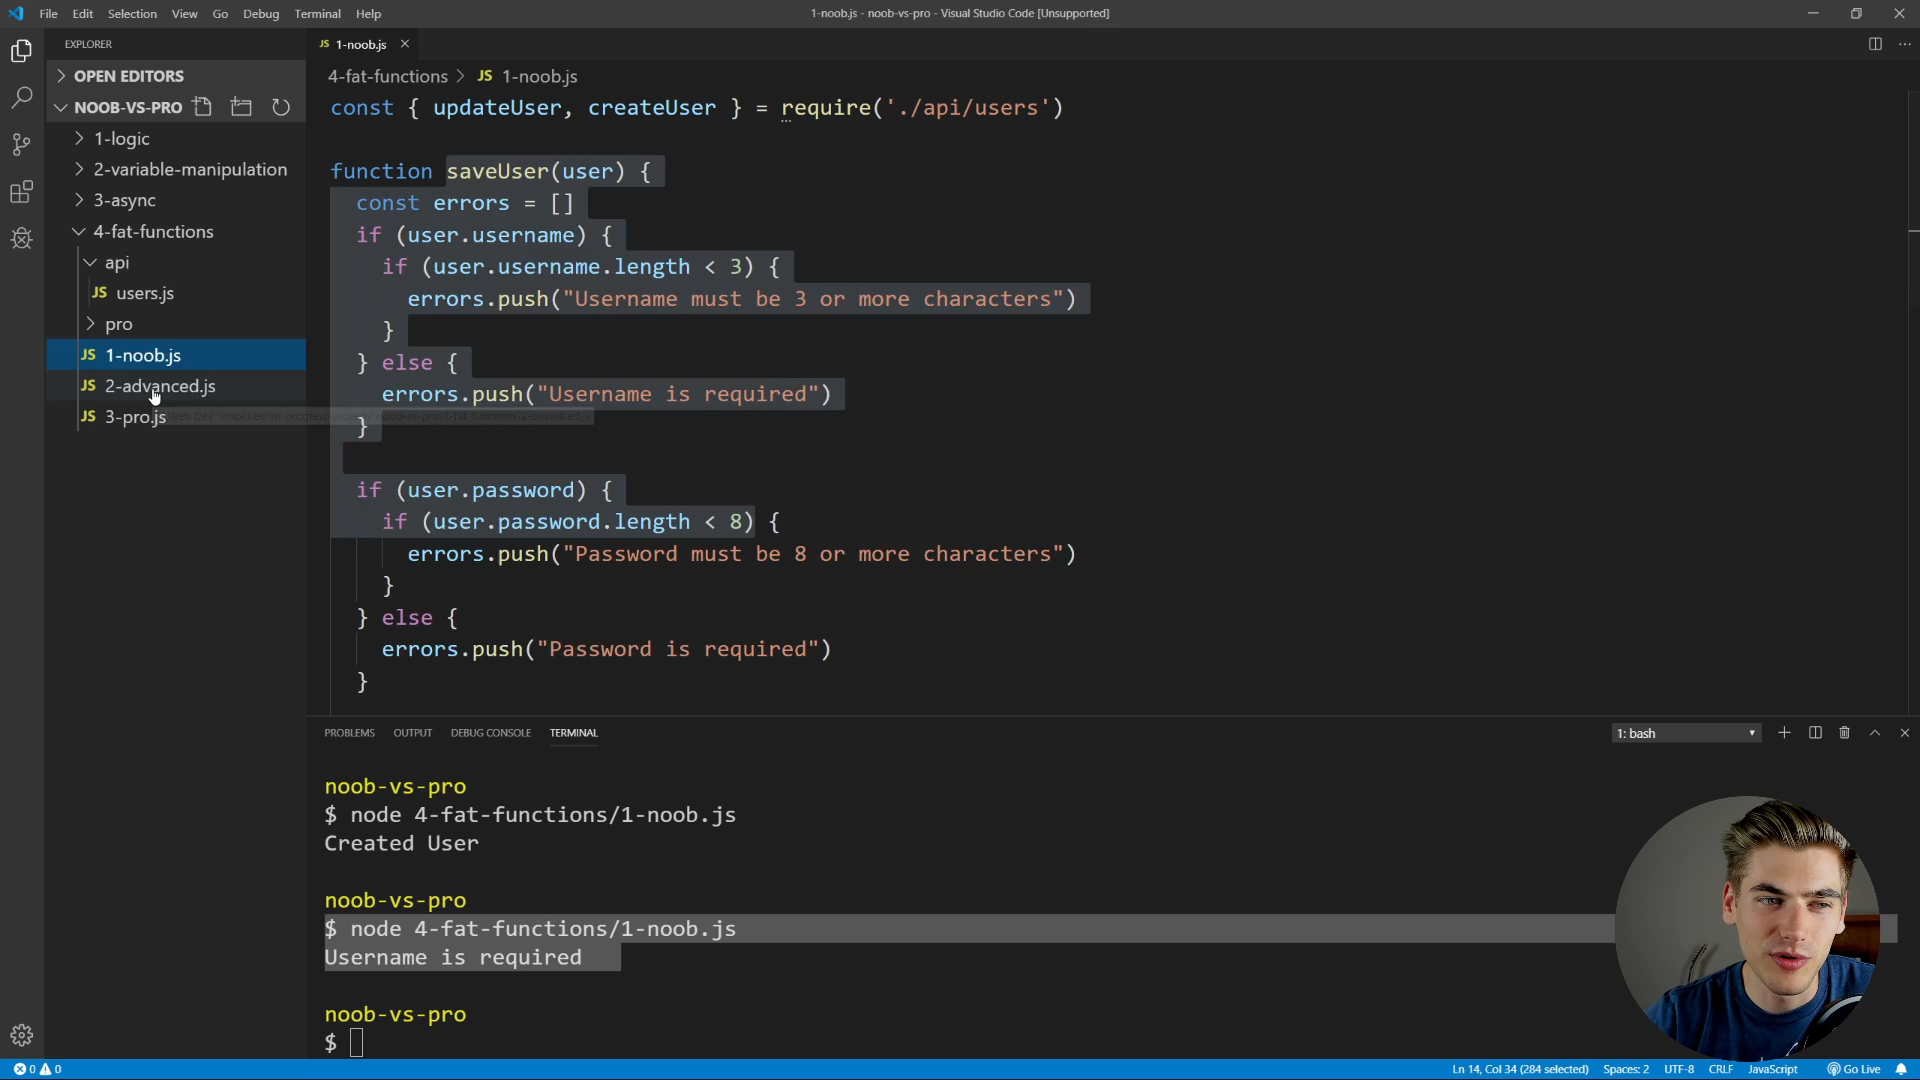 File Edit Selection View Go Debug Terminal Help
1-noob.js - noob-vs-pro - Visual Studio Code [Unsupported]
EXPLORER
OPEN EDITORS
NOOB-VS-PRO
1-logic
2-variable-manipulation
3-async
4-fat-functions
api
JS users.js
pro
JS 1-noob.js
JS 2-advanced.js
JS 3-pro.js
JS 1-noob.js
4-fat-functions > JS 1-noob.js
const { updateUser, createUser } = require('./api/users')
function saveUser(user) {
const errors = []
if (user.username) {
if (user.username.length < 3) {
errors.push("Username must be 3 or more characters")
}
} else {
errors.push("Username is required")
}
if (user.password) {
if (user.password.length < 8) {
errors.push("Password must be 8 or more characters")
}
} else {
errors.push("Password is required")
}
PROBLEMS OUTPUT DEBUG CONSOLE TERMINAL
1: bash
noob-vs-pro
$ node 4-fat-functions/1-noob.js
Created User
noob-vs-pro
$ node 4-fat-functions/1-noob.js
Username is required
noob-vs-pro
$
0 0
Ln 14, Col 34 (284 selected) Spaces: 2 UTF-8 CRLF JavaScript Go Live